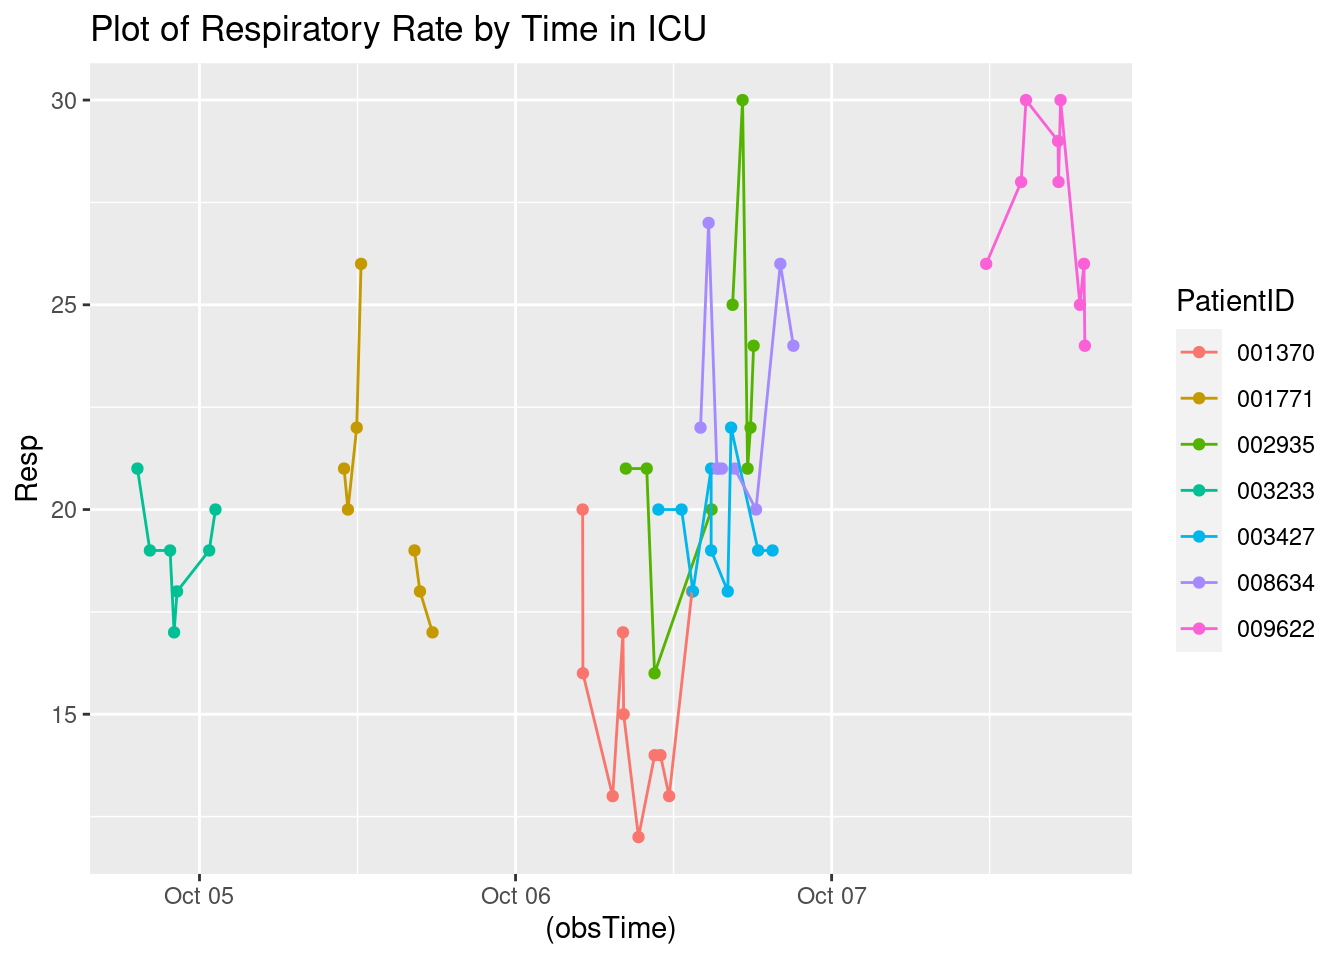 Plot of Respiratory Rate by Time in ICU
30
25
20
15
Resp
Oct 05
Oct 06
Oct 07
(obsTime)
PatientID
001370
001771
002935
003233
003427
008634
009622